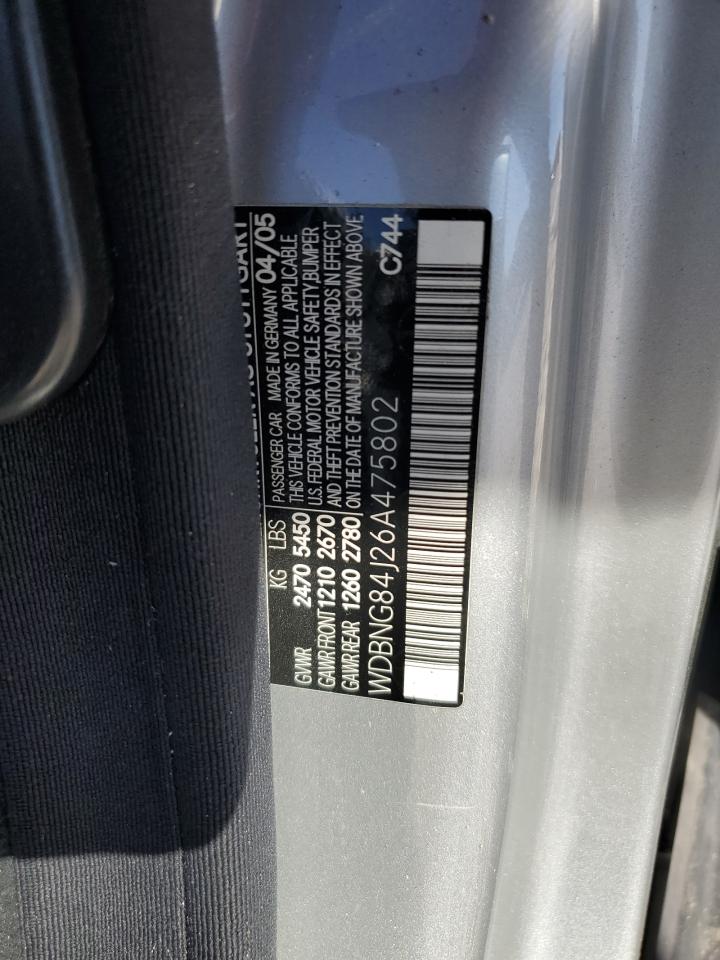 STUTTGART
KG LBS PASSENGER CAR MADE IN GERMANY 04/05
GVWR 2470 5450 THIS VEHICLE CONFORMS TO ALL APPLICABLE
U.S. FEDERAL MOTOR VEHICLE SAFETY, BUMPER
GAWR FRONT 1210 2670 AND THEFT PREVENTION STANDARDS IN EFFECT
GAWR REAR 1260 2780 ON THE DATE OF MANUFACTURE SHOWN ABOVE
WDBNG84J26A475802 C744